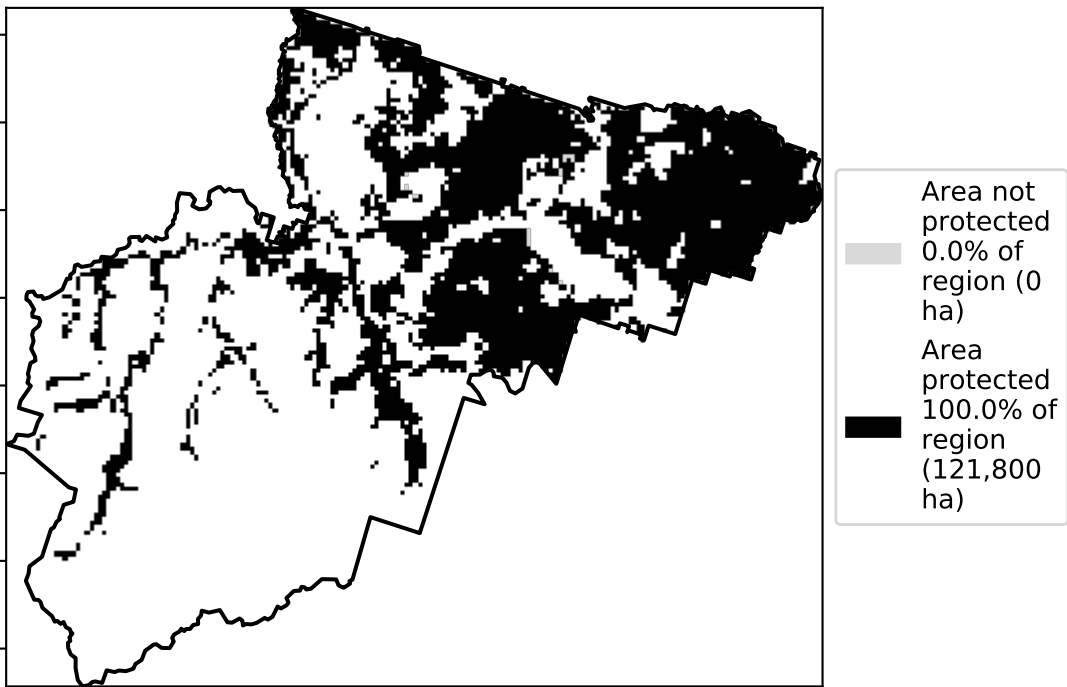 Area not
protected
0.0% of
region (0
ha)
Area
protected
100.0% of
region
(121,800
ha)